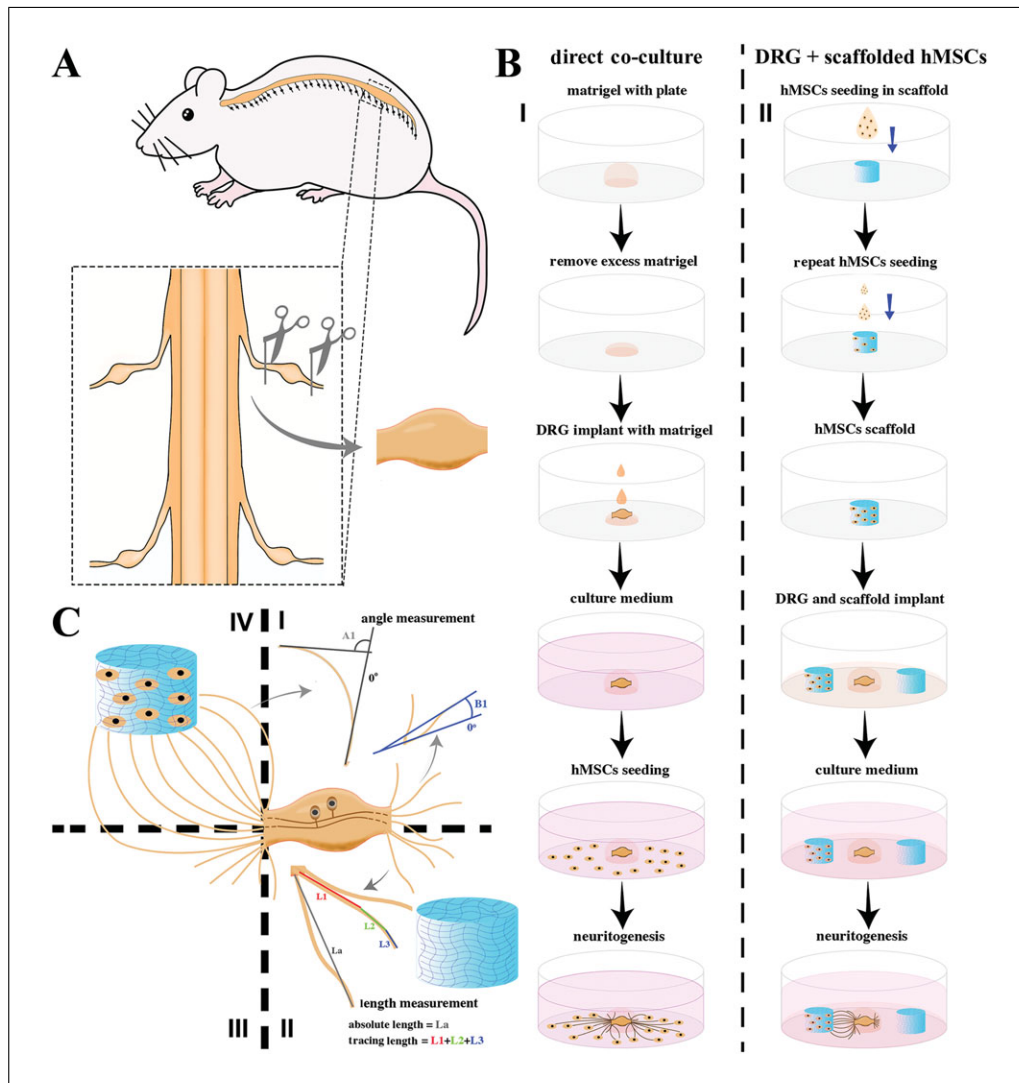 A
B
direct co-culture
DRG + scaffolded hMSCs
I
matrigel with plate
remove excess matrigel
DRG implant with matrigel
culture medium
hMSCs seeding
neuritogenesis
II
hMSCs seeding in scaffold
repeat hMSCs seeding
hMSCs scaffold
DRG and scaffold implant
culture medium
neuritogenesis
C
IV
I
angle measurement
A1
0°
B1
0°
L1
L2
L3
La
length measurement
III
II
absolute length = La
tracing length = L1+L2+L3